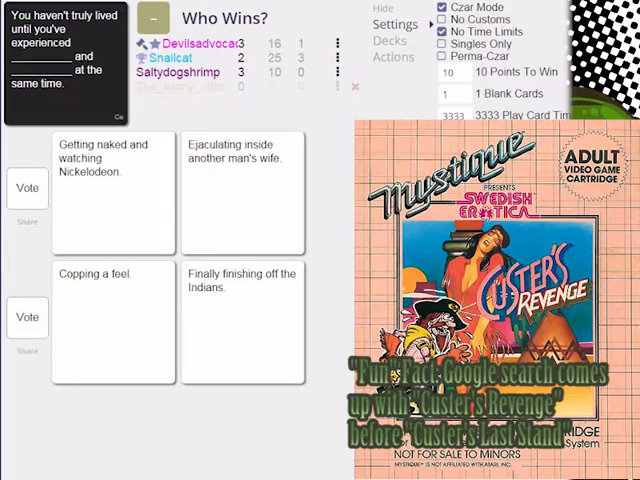 You haven't truly lived
until you've
experienced
__________ and
__________ at the
same time.
Who Wins?
Devilsadvocac 3 16 1
Snailcat 2 25 3
Saltydogshrimp 3 10 0
Hide
Settings
Decks
Actions
Czar Mode
No Customs
No Time Limits
Singles Only
Perma-Czar
10 10 Points To Win
1 1 Blank Cards
3333 3333 Play Card Time
Vote
Share
Getting naked and
watching
Nickelodeon.
Ejaculating inside
another man's wife.
Vote
Share
Copping a feel.
Finally finishing off the
Indians.
Mystique
PRESENTS
SWEDISH
EROTICA
ADULT
VIDEO GAME
CARTRIDGE
CUSTER'S
REVENGE
"Fun" Fact, Google search comes
up with "Custer's Revenge"
before "Custer's Last Stand"
System
NOT FOR SALE TO MINORS
MYSTIQUE™ IS NOT AFFILIATED WITH ATARI, INC.